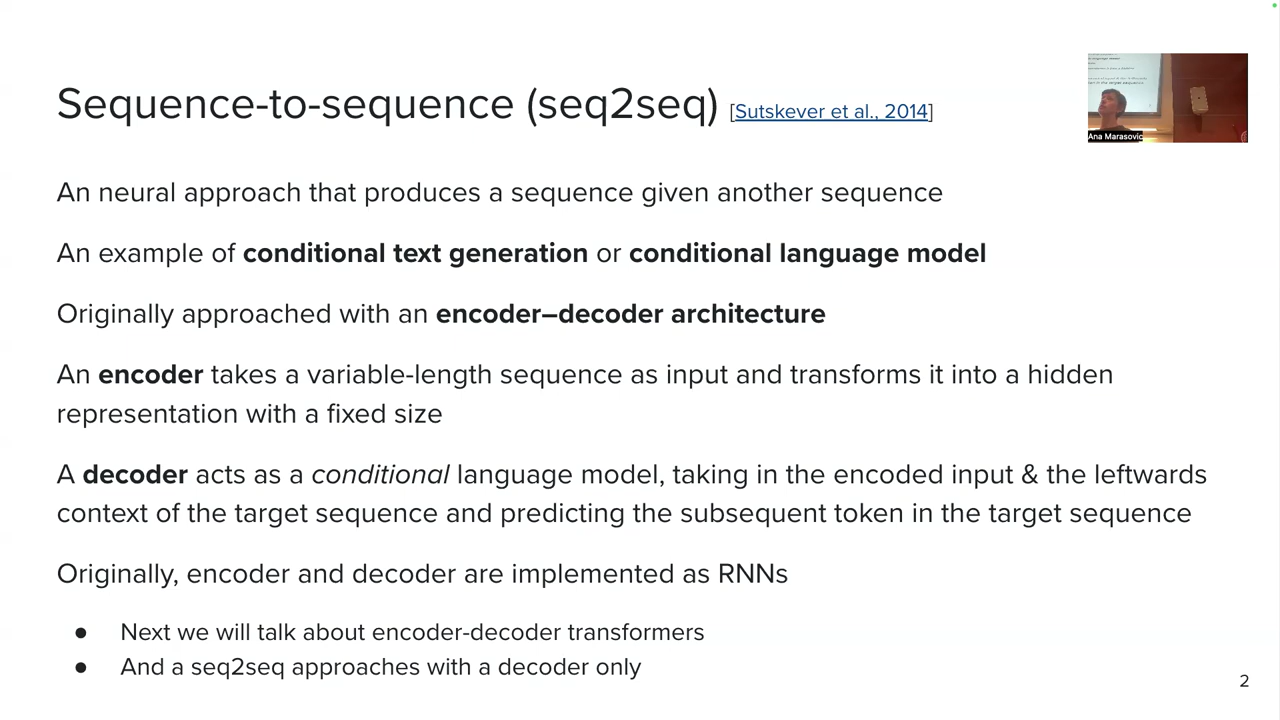 Sequence-to-sequence (seq2seq) [Sutskever et al., 2014]
Ana Marasovic
An neural approach that produces a sequence given another sequence
An example of conditional text generation or conditional language model
Originally approached with an encoder–decoder architecture
An encoder takes a variable-length sequence as input and transforms it into a hidden
representation with a fixed size
A decoder acts as a conditional language model, taking in the encoded input & the leftwards
context of the target sequence and predicting the subsequent token in the target sequence
Originally, encoder and decoder are implemented as RNNs
● Next we will talk about encoder-decoder transformers
● And a seq2seq approaches with a decoder only
2